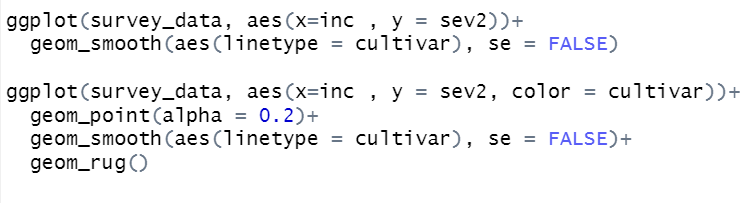 ggplot(survey_data, aes(x=inc , y = sev2))+
  geom_smooth(aes(linetype = cultivar), se = FALSE)

ggplot(survey_data, aes(x=inc , y = sev2, color = cultivar))+
  geom_point(alpha = 0.2)+
  geom_smooth(aes(linetype = cultivar), se = FALSE)+
  geom_rug()